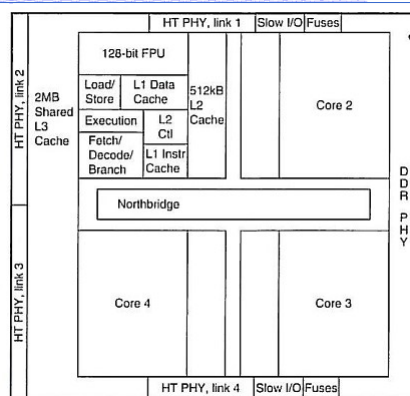 HT PHY, link 1
Slow I/O
Fuses
HT PHY, link 2
2MB
Shared
L3
Cache
128-bit FPU
Load/
Store
L1 Data
Cache
Execution
L2
Ctl
Fetch/
Decode/
Branch
L1 Instr
Cache
512kB
L2
Cache
Core 2
Northbridge
DDR PHY
HT PHY, link 3
Core 4
Core 3
HT PHY, link 4
Slow I/O
Fuses